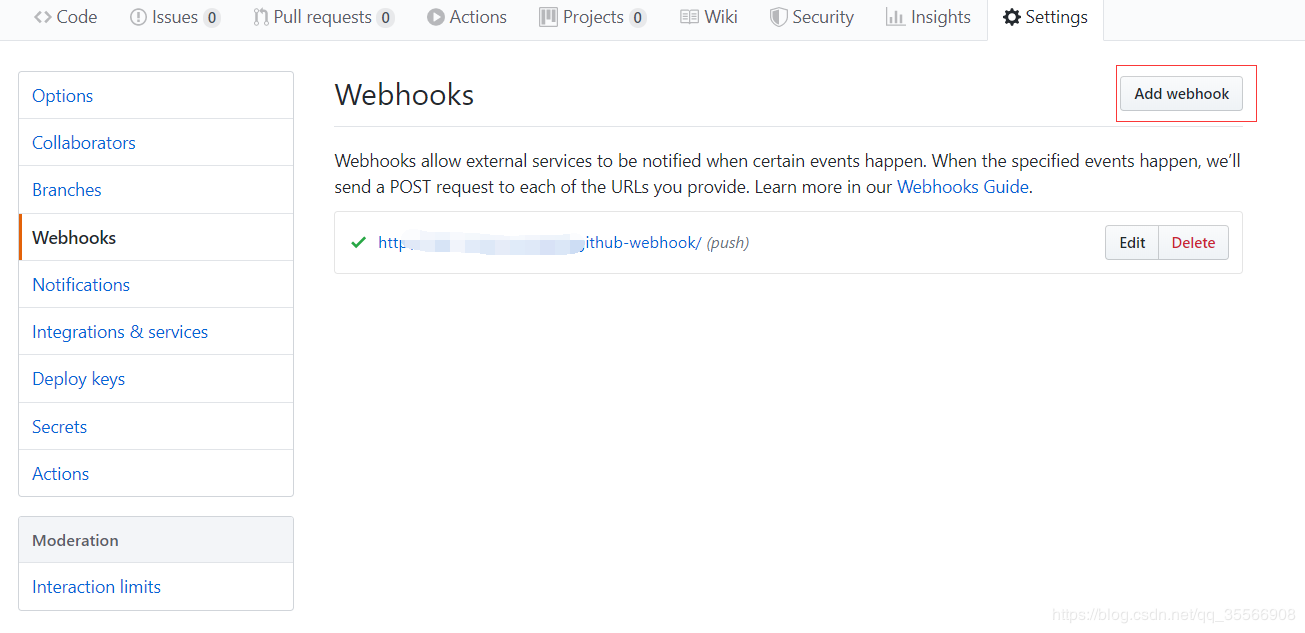 Code Issues 0 Pull requests 0 Actions Projects 0 Wiki Security Insights Settings
Options
Collaborators
Branches
Webhooks
Notifications
Integrations & services
Deploy keys
Secrets
Actions
Moderation
Interaction limits
Webhooks
Add webhook
Webhooks allow external services to be notified when certain events happen. When the specified events happen, we’ll
send a POST request to each of the URLs you provide. Learn more in our Webhooks Guide.
http ithub-webhook/ (push) Edit Delete
https://blog.csdn.net/qq_35566908